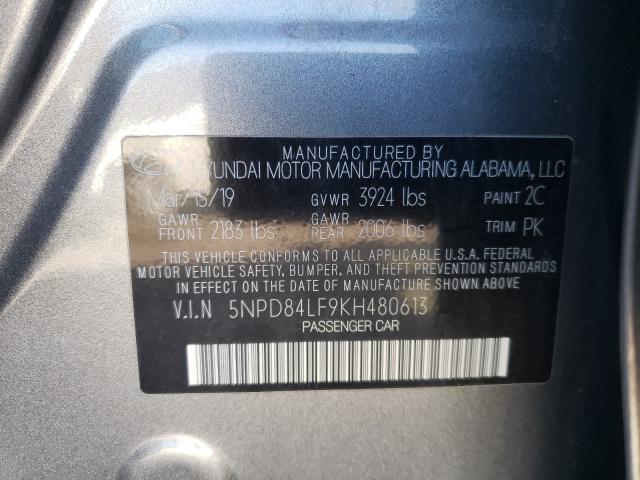 MANUFACTURED BY
HYUNDAI MOTOR MANUFACTURING ALABAMA, LLC
Mar/15/19 GVWR 3924 lbs PAINT 2C
GAWR FRONT 2183 lbs GAWR REAR 2006 lbs TRIM PK
THIS VEHICLE CONFORMS TO ALL APPLICABLE U.S.A. FEDERAL
MOTOR VEHICLE SAFETY, BUMPER, AND THEFT PREVENTION STANDARDS
IN EFFECT ON THE DATE OF MANUFACTURE SHOWN ABOVE.
V.I.N 5NPD84LF9KH480613
PASSENGER CAR